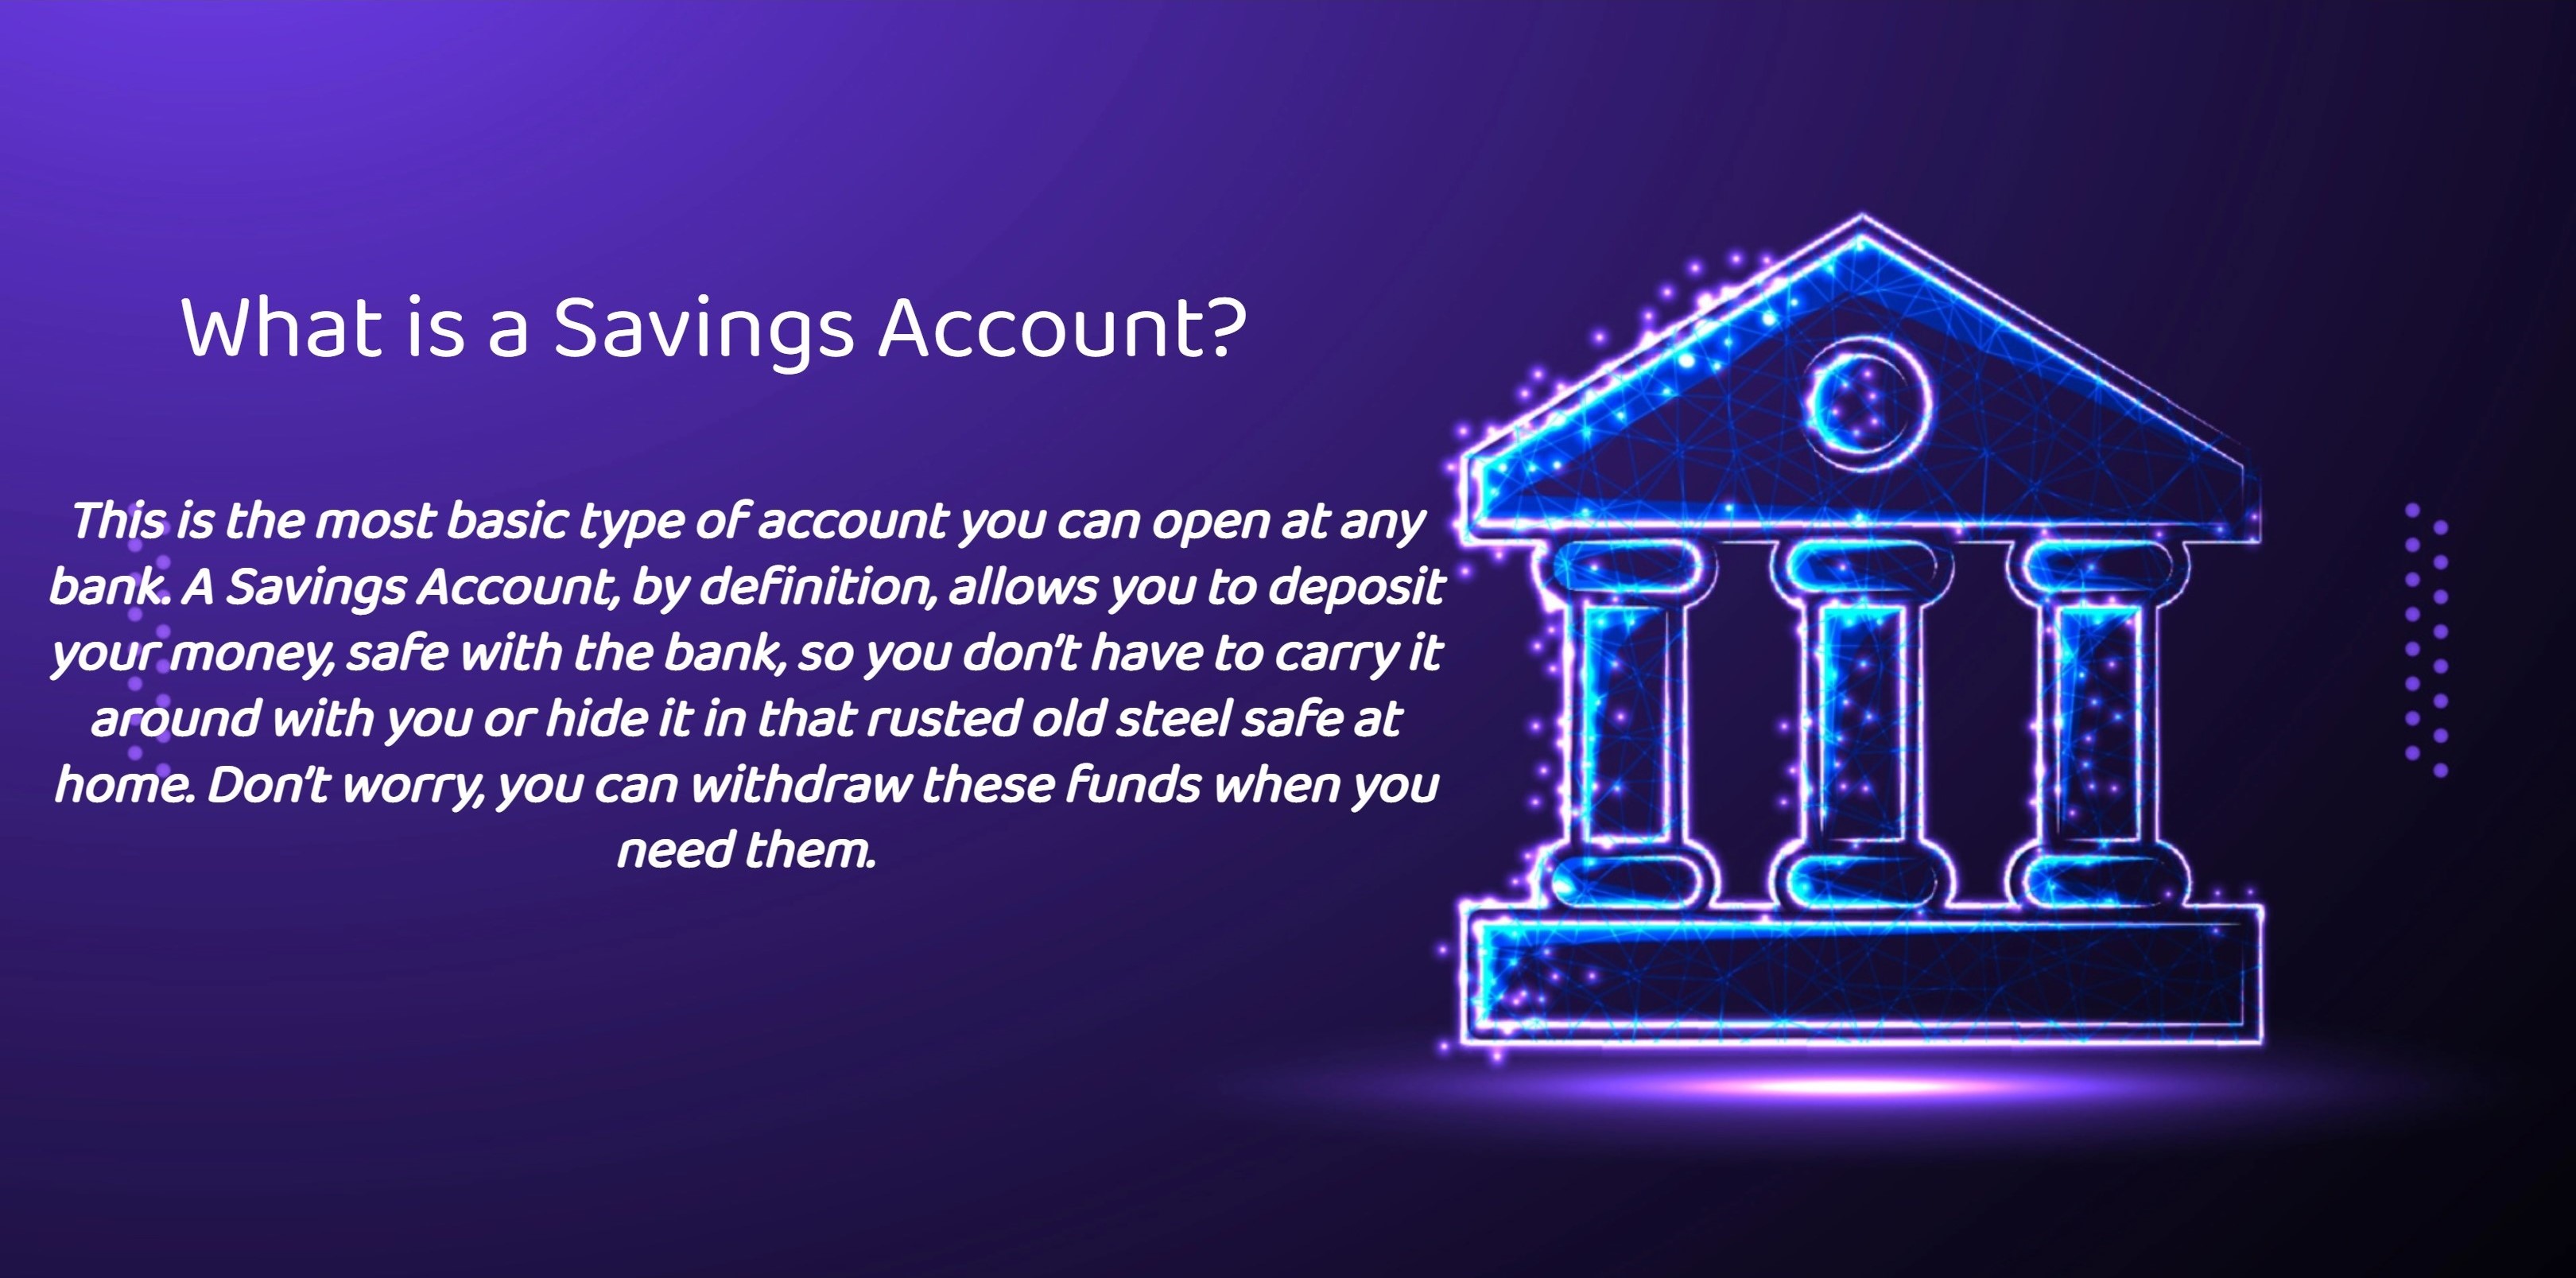 What is a Savings Account?
This is the most basic type of account you can open at any
bank. A Savings Account, by definition, allows you to deposit
your money, safe with the bank, so you don’t have to carry it
around with you or hide it in that rusted old steel safe at
home. Don’t worry, you can withdraw these funds when you
need them.